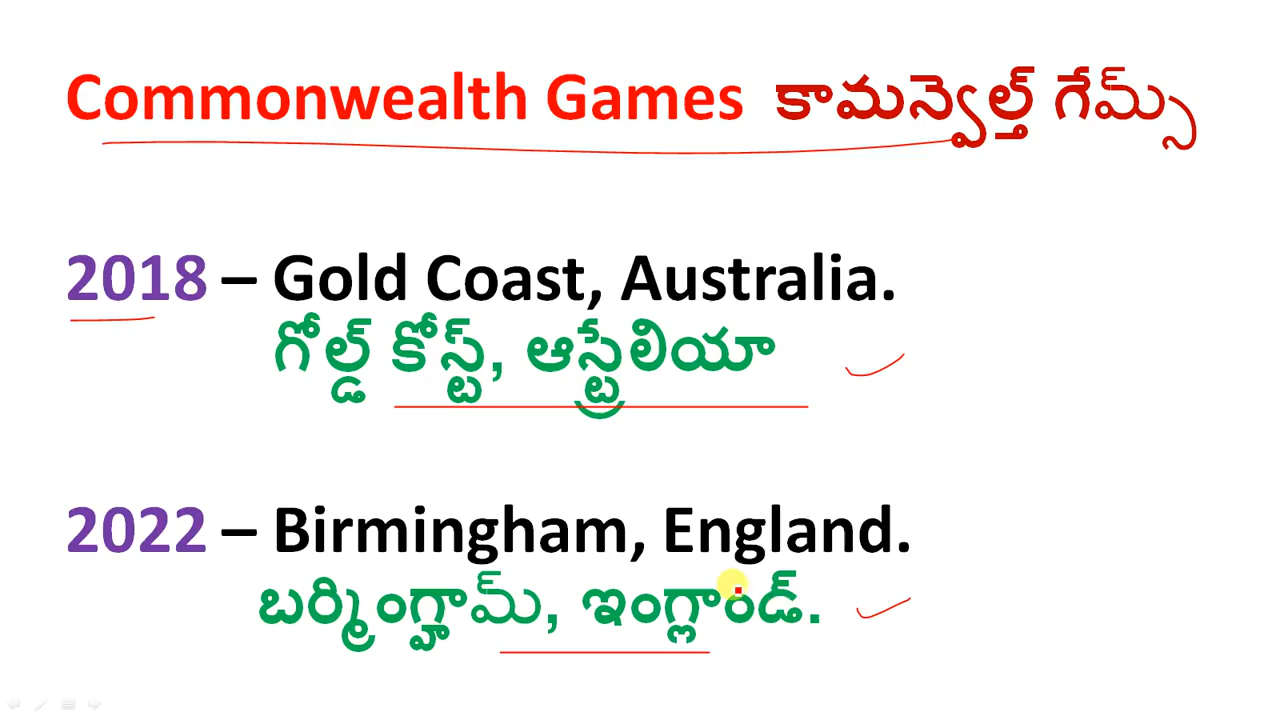 Commonwealth Games కామన్వెల్త్ గేమ్స్
2018 – Gold Coast, Australia.
గోల్డ్ కోస్ట్, ఆస్ట్రేలియా
2022 – Birmingham, England.
బర్మింగ్హామ్, ఇంగ్లాండ్.